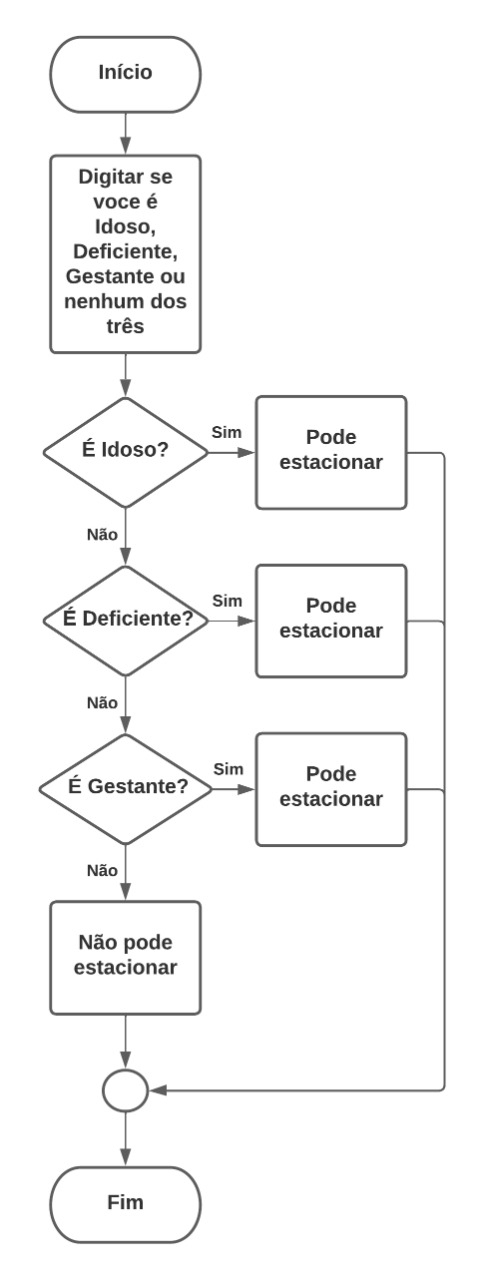 Início
Digitar se
voce é
Idoso,
Deficiente,
Gestante ou
nenhum dos
três
É Idoso?
Sim
Pode
estacionar
Não
É Deficiente?
Sim
Pode
estacionar
Não
É Gestante?
Sim
Pode
estacionar
Não
Não pode
estacionar
Fim